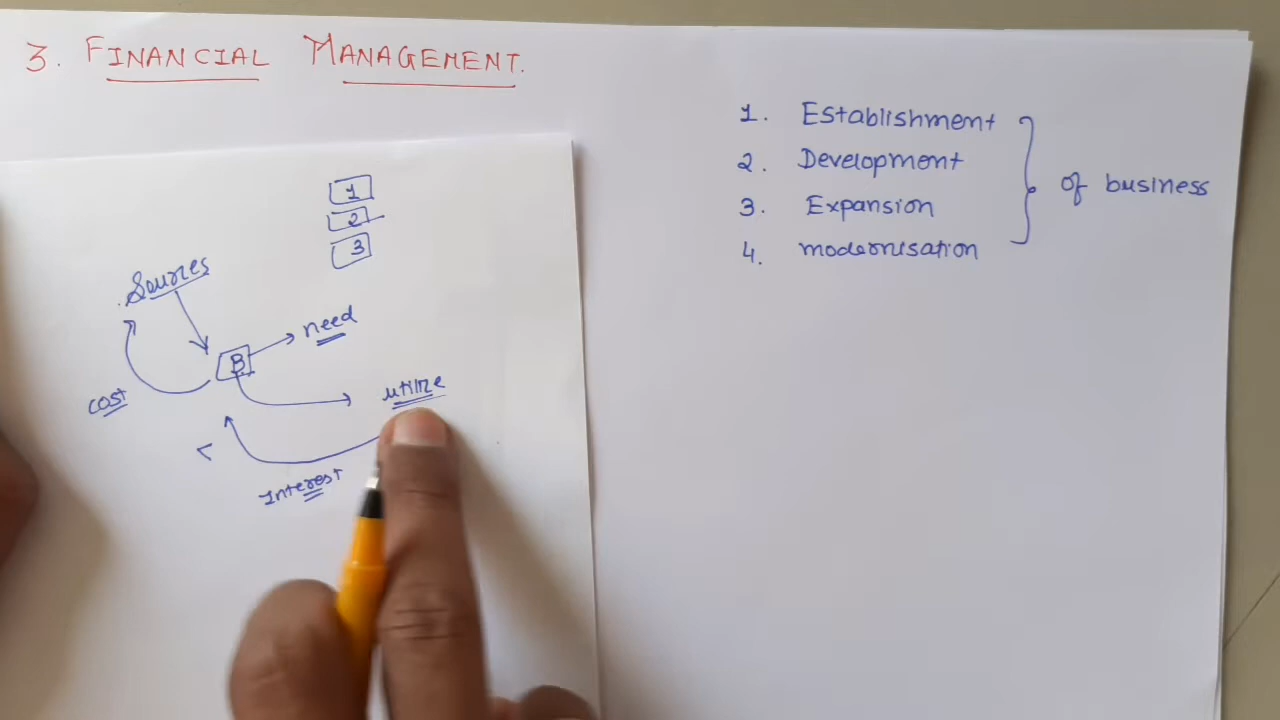 3. FINANCIAL MANAGEMENT.
1. Establishment
2. Development
3. Expansion
4. modernisation
of business
1
2
3
Sources
need
B
utilize
cost
<
Interest